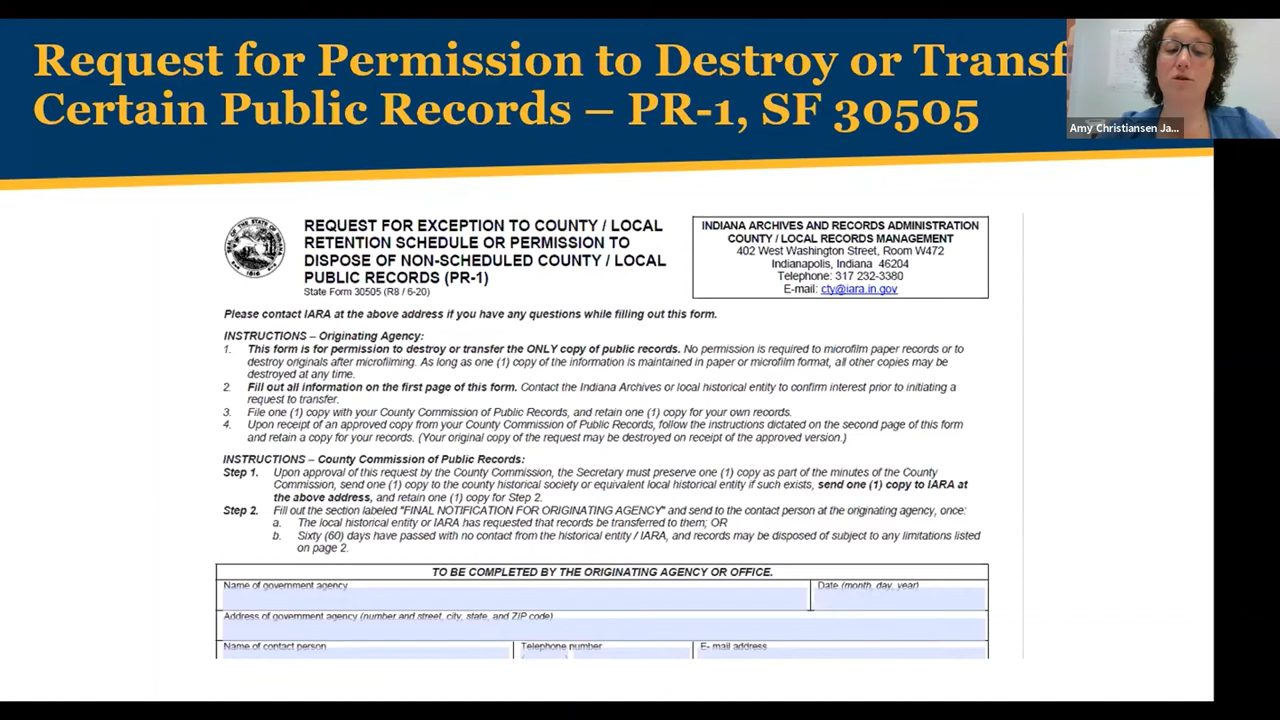 Request for Permission to Destroy or Transf
Certain Public Records – PR-1, SF 30505
Amy Christiansen Ja...
REQUEST FOR EXCEPTION TO COUNTY / LOCAL
RETENTION SCHEDULE OR PERMISSION TO
DISPOSE OF NON-SCHEDULED COUNTY / LOCAL
PUBLIC RECORDS (PR-1)
State Form 30505 (R8 / 6-20)
INDIANA ARCHIVES AND RECORDS ADMINISTRATION
COUNTY / LOCAL RECORDS MANAGEMENT
402 West Washington Street, Room W472
Indianapolis, Indiana 46204
Telephone: 317 232-3380
E-mail: cty@iara.in.gov
Please contact IARA at the above address if you have any questions while filling out this form.
INSTRUCTIONS – Originating Agency:
1. This form is for permission to destroy or transfer the ONLY copy of public records. No permission is required to microfilm paper records or to
destroy originals after microfilming. As long as one (1) copy of the information is maintained in paper or microfilm format, all other copies may be
destroyed at any time.
2. Fill out all information on the first page of this form. Contact the Indiana Archives or local historical entity to confirm interest prior to initiating a
request to transfer.
3. File one (1) copy with your County Commission of Public Records, and retain one (1) copy for your own records.
4. Upon receipt of an approved copy from your County Commission of Public Records, follow the instructions dictated on the second page of this form
and retain a copy for your records. (Your original copy of the request may be destroyed on receipt of the approved version.)
INSTRUCTIONS – County Commission of Public Records:
Step 1. Upon approval of this request by the County Commission, the Secretary must preserve one (1) copy as part of the minutes of the County
Commission, send one (1) copy to the county historical society or equivalent local historical entity if such exists, send one (1) copy to IARA at
the above address, and retain one (1) copy for Step 2.
Step 2. Fill out the section labeled "FINAL NOTIFICATION FOR ORIGINATING AGENCY" and send to the contact person at the originating agency, once:
a. The local historical entity or IARA has requested that records be transferred to them; OR
b. Sixty (60) days have passed with no contact from the historical entity / IARA, and records may be disposed of subject to any limitations listed
on page 2.
TO BE COMPLETED BY THE ORIGINATING AGENCY OR OFFICE.
Name of government agency
Date (month, day, year)
Address of government agency (number and street, city, state, and ZIP code)
Name of contact person
Telephone number
E- mail address